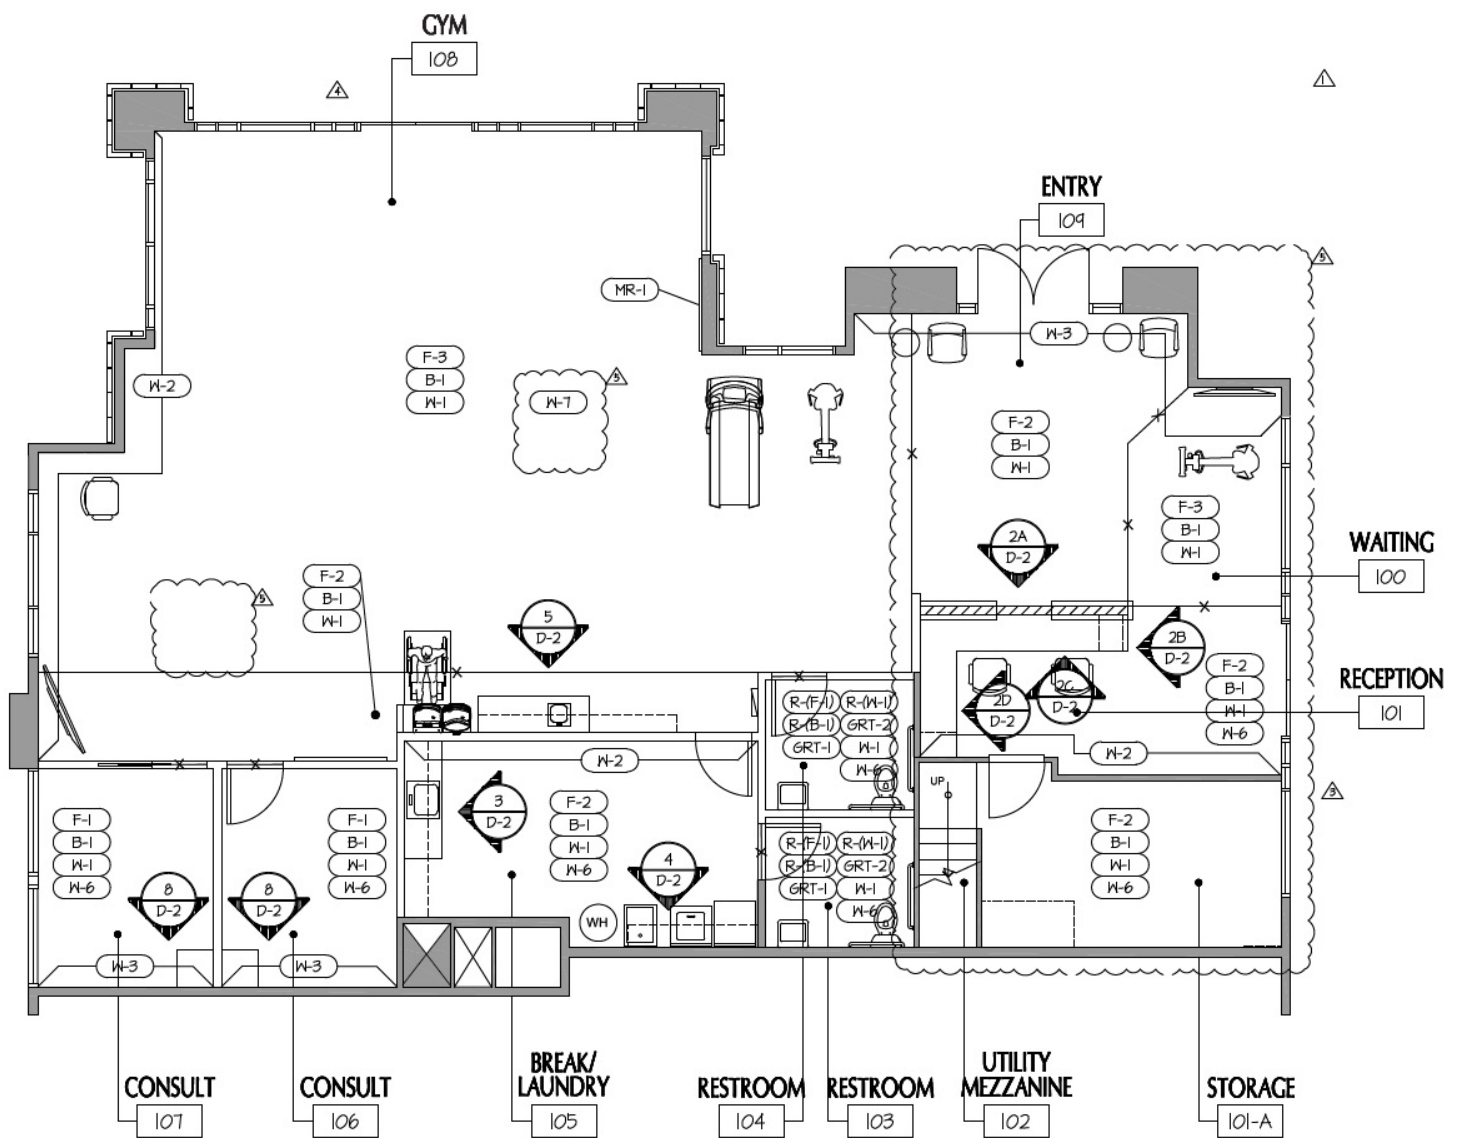 GYM
108
4
1
ENTRY
109
5
MR-1
W-3
F-3
B-1
W-1
W-2
5
W-7
F-2
B-1
W-1
2A
D-2
F-3
B-1
W-1
WAITING
100
F-2
B-1
W-1
5
5
D-2
2B
D-2
F-2
B-1
W-1
W-6
RECEPTION
101
2C
D-2
2D
D-2
R-(F-1)
R-(W-1)
R-(B-1)
GRT-2
GRT-1
W-1
W-6
W-2
W-2
UP
3
D-2
F-2
B-1
W-1
W-6
3
F-1
B-1
W-1
W-6
F-1
B-1
W-1
W-6
F-2
B-1
W-1
W-6
R-(F-1)
R-(W-1)
R-(B-1)
GRT-2
GRT-1
W-1
W-6
4
D-2
8
D-2
8
D-2
WH
W-3
W-3
BREAK/
LAUNDRY
105
UTILITY
MEZZANINE
102
CONSULT
107
CONSULT
106
RESTROOM
104
RESTROOM
103
STORAGE
101-A